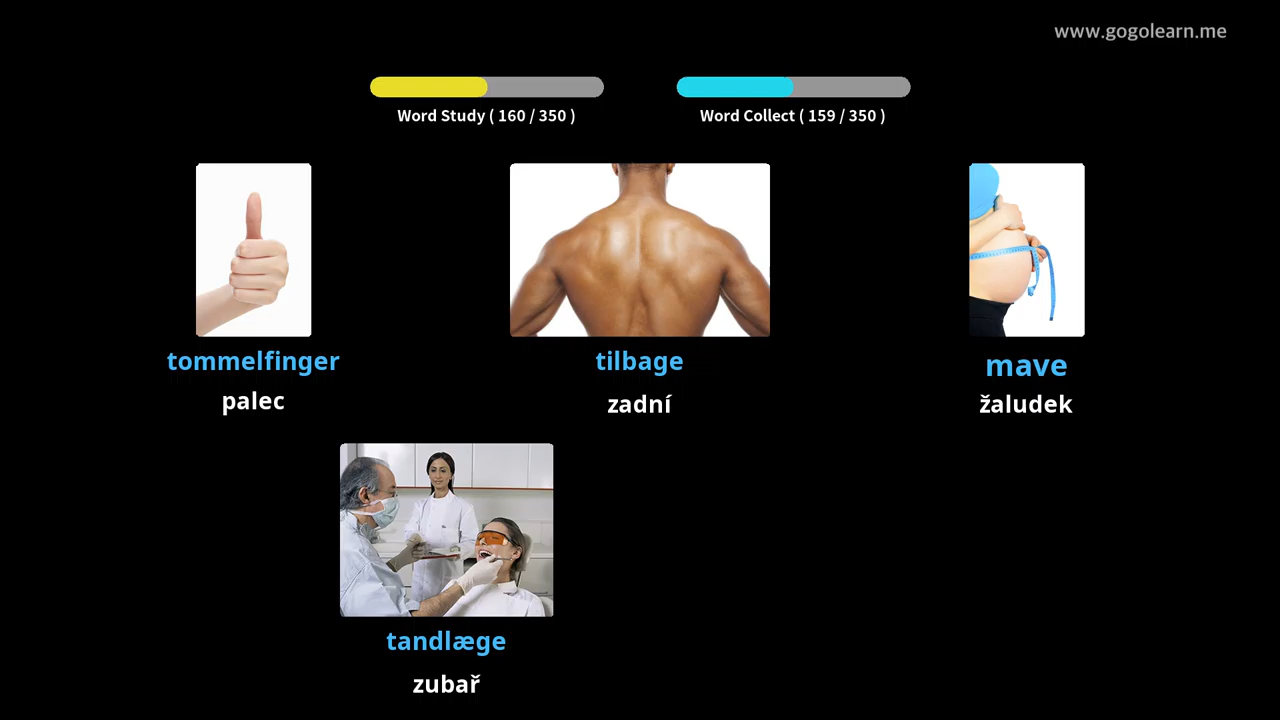 www.gogolearn.me
Word Study ( 160 / 350 )
Word Collect ( 159 / 350 )
tommelfinger
palec
tilbage
zadní
mave
žaludek
tandlæge
zubař